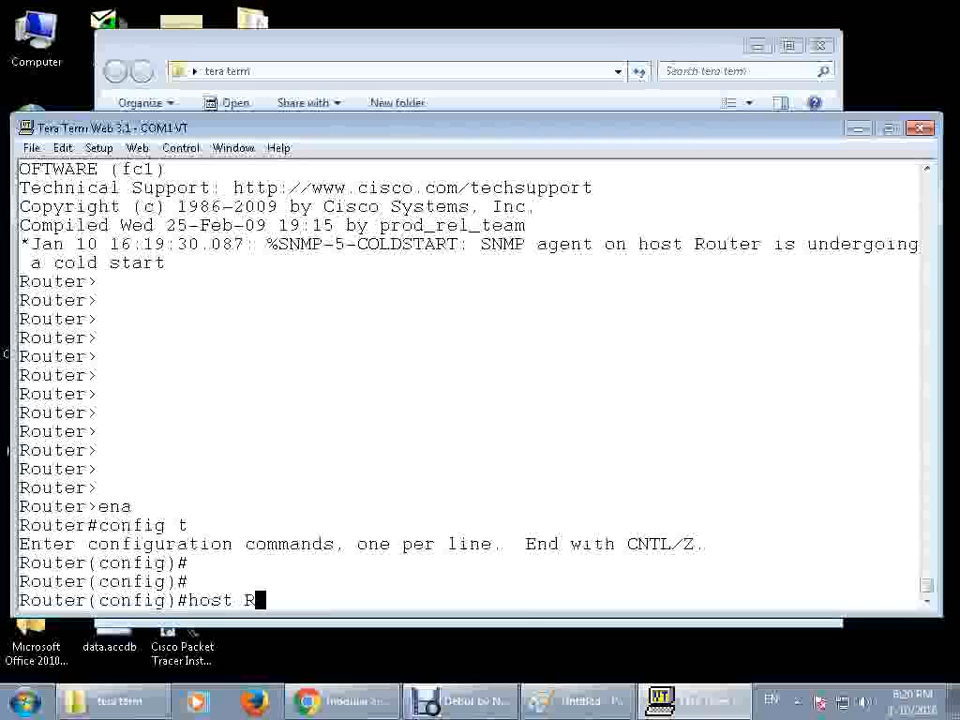 Computer
tera term
Search tera term
Organize
Open
Share with
New folder
Tera Term Web 3.1 - COM1 VT
File Edit Setup Web Control Window Help
OFTWARE (fc1)
Technical Support: http://www.cisco.com/techsupport
Copyright (c) 1986-2009 by Cisco Systems, Inc.
Compiled Wed 25-Feb-09 19:15 by prod_rel_team
*Jan 10 16:19:30.087: %SNMP-5-COLDSTART: SNMP agent on host Router is undergoing
a cold start
Router>
Router>
Router>
Router>
Router>
Router>
Router>
Router>
Router>
Router>
Router>
Router>
Router>ena
Router#config t
Enter configuration commands, one per line.  End with CNTL/Z.
Router(config)#
Router(config)#
Router(config)#host R
Microsoft
Office 2010...
data.accdb
Cisco Packet
Tracer Inst...
tera term
Debut by N...
Untitled - P...
EN
8:20 PM